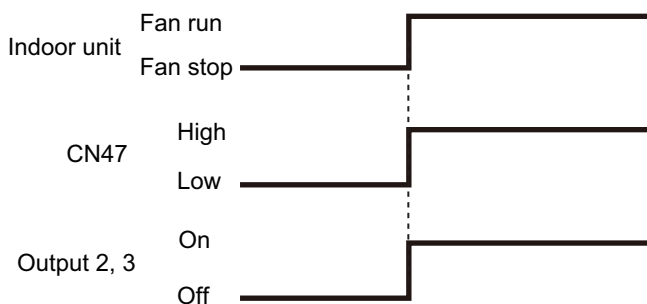 Fan run
Indoor unit
Fan stop
High
CN47
Low
On
Output 2, 3
Off